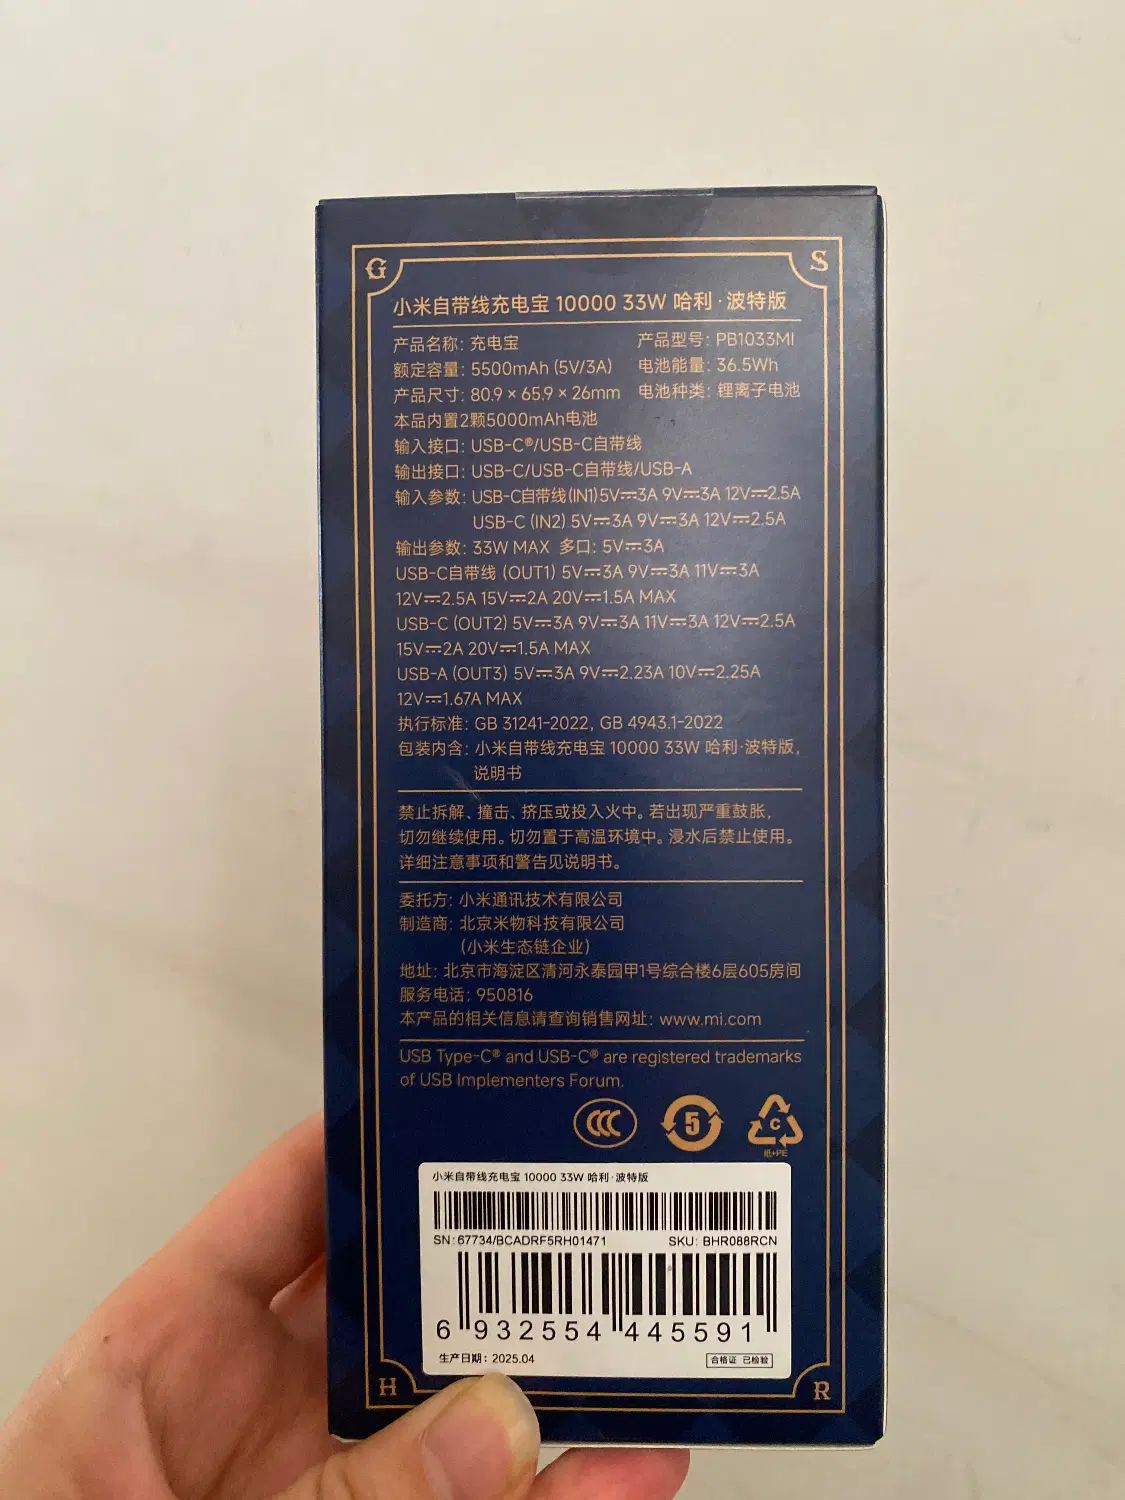 G S
小米自带线充电宝 10000 33W 哈利·波特版
产品名称: 充电宝 产品型号: PB1033MI
额定容量: 5500mAh (5V/3A) 电池能量: 36.5Wh
产品尺寸: 80.9 × 65.9 × 26mm 电池种类: 锂离子电池
本品内置2颗5000mAh电池
输入接口: USB-C®/USB-C自带线
输出接口: USB-C/USB-C自带线/USB-A
输入参数: USB-C自带线(IN1)5V⎓3A 9V⎓3A 12V⎓2.5A
USB-C (IN2) 5V⎓3A 9V⎓3A 12V⎓2.5A
输出参数: 33W MAX 多口: 5V⎓3A
USB-C自带线 (OUT1) 5V⎓3A 9V⎓3A 11V⎓3A
12V⎓2.5A 15V⎓2A 20V⎓1.5A MAX
USB-C (OUT2) 5V⎓3A 9V⎓3A 11V⎓3A 12V⎓2.5A
15V⎓2A 20V⎓1.5A MAX
USB-A (OUT3) 5V⎓3A 9V⎓2.23A 10V⎓2.25A
12V⎓1.67A MAX
执行标准: GB 31241-2022, GB 4943.1-2022
包装内含: 小米自带线充电宝 10000 33W 哈利·波特版,
说明书
禁止拆解、撞击、挤压或投入火中。若出现严重鼓胀,
切勿继续使用。切勿置于高温环境中。浸水后禁止使用。
详细注意事项和警告见说明书。
委托方: 小米通讯技术有限公司
制造商: 北京米物科技有限公司
(小米生态链企业)
地址: 北京市海淀区清河永泰园甲1号综合楼6层605房间
服务电话: 950816
本产品的相关信息请查询销售网址: www.mi.com
USB Type-C® and USB-C® are registered trademarks
of USB Implementers Forum.
CCC 5 C
纸+PE
小米自带线充电宝 10000 33W 哈利·波特版
SN:67734/BCADRF5RH01471 SKU: BHR088RCN
6 932554 445591
生产日期: 2025.04 合格证 已检验
H R